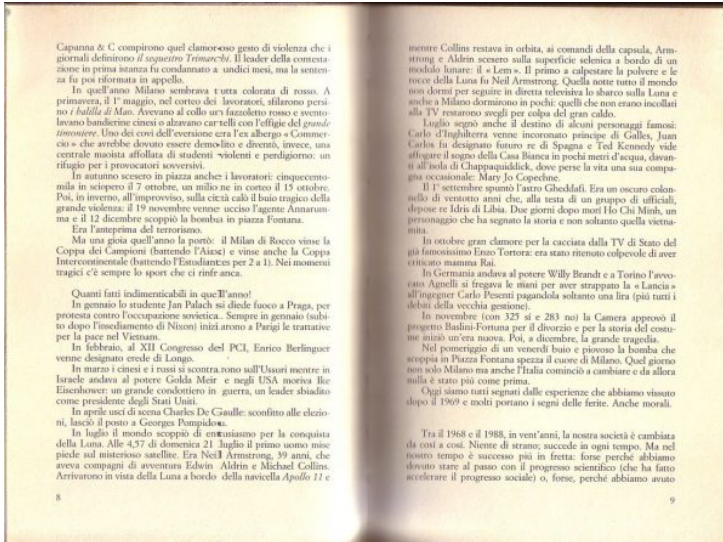 Capanna & C compirono quel clamoroso gesto di violenza che i
giornali definirono il sequestro Trimarchi. Il leader della contesta-
zione in prima istanza fu condannato a undici mesi, ma la senten-
za fu poi riformata in appello.
In quell'anno Milano sembrava tutta colorata di rosso. A
primavera, il 1° maggio, nel corteo dei lavoratori, sfilarono persi-
no i balilla di Mao. Avevano al collo un fazzoletto rosso e svento-
lavano bandierine cinesi o alzavano cartelli con l'effigie del grande
timoniere. Uno dei covi dell'eversione era l'ex albergo « Commer-
cio » che avrebbe dovuto essere demolito e diventò, invece, una
centrale maoista affollata di studenti violenti e perdigiorno: un
rifugio per i provocatori sovversivi.
In autunno scesero in piazza anche i lavoratori: cinquecento-
mila in sciopero il 7 ottobre, un milione in corteo il 15 ottobre.
Poi, in inverno, all'improvviso, sulla città calò il buio tragico della
grande violenza: il 19 novembre venne ucciso l'agente Annarum-
ma e il 12 dicembre scoppiò la bomba in piazza Fontana.
Era l'anteprima del terrorismo.
Ma una gioia quell'anno la portò: il Milan di Rocco vinse la
Coppa dei Campioni (battendo l'Aiax) e vinse anche la Coppa
Intercontinentale (battendo l'Estudiantes per 2 a 1). Nei momenti
tragici c'è sempre lo sport che ci rinfranca.
Quanti fatti indimenticabili in quell'anno!
In gennaio lo studente Jan Palach si diede fuoco a Praga, per
protesta contro l'occupazione sovietica. Sempre in gennaio (subi-
to dopo l'insediamento di Nixon) iniziarono a Parigi le trattative
per la pace nel Vietnam.
In febbraio, al XII Congresso del PCI, Enrico Berlinguer
venne designato erede di Longo.
In marzo i cinesi e i russi si scontrarono sull'Ussuri mentre in
Israele andava al potere Golda Meir e negli USA moriva Ike
Eisenhower: un grande condottiero in guerra, un leader sbiadito
come presidente degli Stati Uniti.
In aprile uscì di scena Charles De Gaulle: sconfitto alle elezio-
ni, lasciò il posto a Georges Pompidou.
In luglio il mondo scoppiò di entusiasmo per la conquista
della Luna. Alle 4,57 di domenica 21 luglio il primo uomo mise
piede sul misterioso satellite. Era Neil Armstrong, 39 anni, che
aveva compagni di avventura Edwin Aldrin e Michael Collins.
Arrivarono in vista della Luna a bordo della navicella Apollo 11 e
8
mentre Collins restava in orbita, ai comandi della capsula, Arm-
strong e Aldrin scesero sulla superficie selenica a bordo di un
modulo lunare: il « Lem ». Il primo a calpestare la polvere e le
rocce della Luna fu Neil Armstrong. Quella notte tutto il mondo
non dormì per seguire in diretta televisiva lo sbarco sulla Luna e
anche a Milano dormirono in pochi: quelli che non erano incollati
alla TV restarono svegli per colpa del gran caldo.
Luglio segnò anche il destino di alcuni personaggi famosi:
Carlo d'Inghilterra venne incoronato principe di Galles, Juan
Carlos fu designato futuro re di Spagna e Ted Kennedy vide
affogare il sogno della Casa Bianca in pochi metri d'acqua, davan-
ti all'isola di Chappaquiddick, dove perse la vita una sua compa-
gna occasionale: Mary Jo Copechne.
Il 1° settembre spuntò l'astro Gheddafi. Era un oscuro colon-
nello di ventotto anni che, alla testa di un gruppo di ufficiali,
depose re Idris di Libia. Due giorni dopo morì Ho Chi Minh, un
personaggio che ha segnato la storia e non soltanto quella vietna-
mita.
In ottobre gran clamore per la cacciata dalla TV di Stato del
già famosissimo Enzo Tortora: era stato ritenuto colpevole di aver
criticato mamma Rai.
In Germania andava al potere Willy Brandt e a Torino l'avvo-
cato Agnelli si fregava le mani per aver strappato la « Lancia »
all'ingegner Carlo Pesenti pagandola soltanto una lira (più tutti i
debiti della vecchia gestione).
In novembre (con 325 sì e 283 no) la Camera approvò il
progetto Baslini-Fortuna per il divorzio e per la storia del costu-
me iniziò un'era nuova. Poi, a dicembre, la grande tragedia.
Nel pomeriggio di un venerdì buio e piovoso la bomba che
scoppia in Piazza Fontana spezza il cuore di Milano. Quel giorno
non solo Milano ma anche l'Italia cominciò a cambiare e da allora
nulla è stato più come prima.
Oggi siamo tutti segnati dalle esperienze che abbiamo vissuto
dopo il 1969 e molti portano i segni delle ferite. Anche morali.
Tra il 1968 e il 1988, in vent'anni, la nostra società è cambiata
da così a così. Niente di strano; succede in ogni tempo. Ma nel
nostro tempo è successo più in fretta: forse perché abbiamo
dovuto stare al passo con il progresso scientifico (che ha fatto
accelerare il progresso sociale) o, forse, perché abbiamo avuto
9